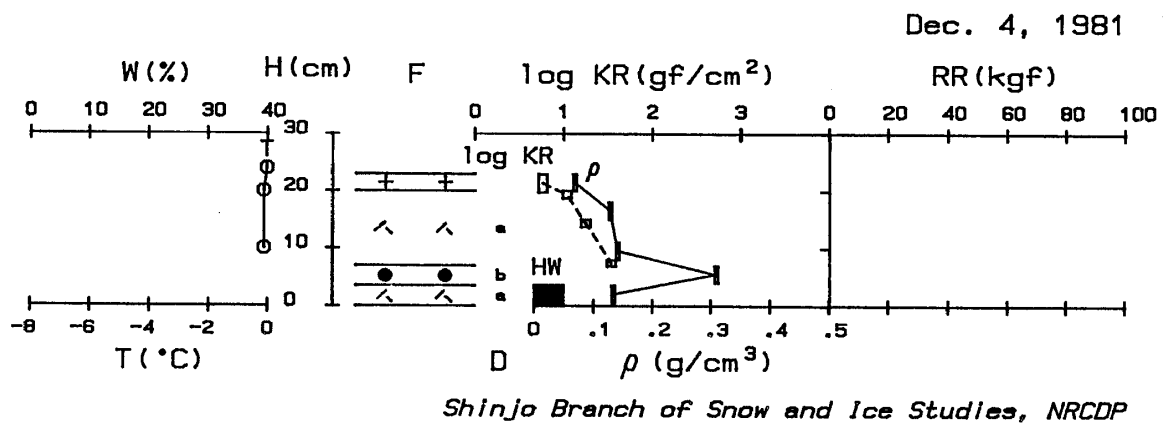 Dec. 4, 1981
W(%) H(cm) F log KR(gf/cm²) RR(kgf)
0 10 20 30 40 0 1 2 3 0 20 40 60 80 100
30
log KR ρ
20
a
10
HW
b
a
0
-8 -6 -4 -2 0 0 .1 .2 .3 .4 .5
T(°C) D ρ (g/cm³)
Shinjo Branch of Snow and Ice Studies, NRCDP